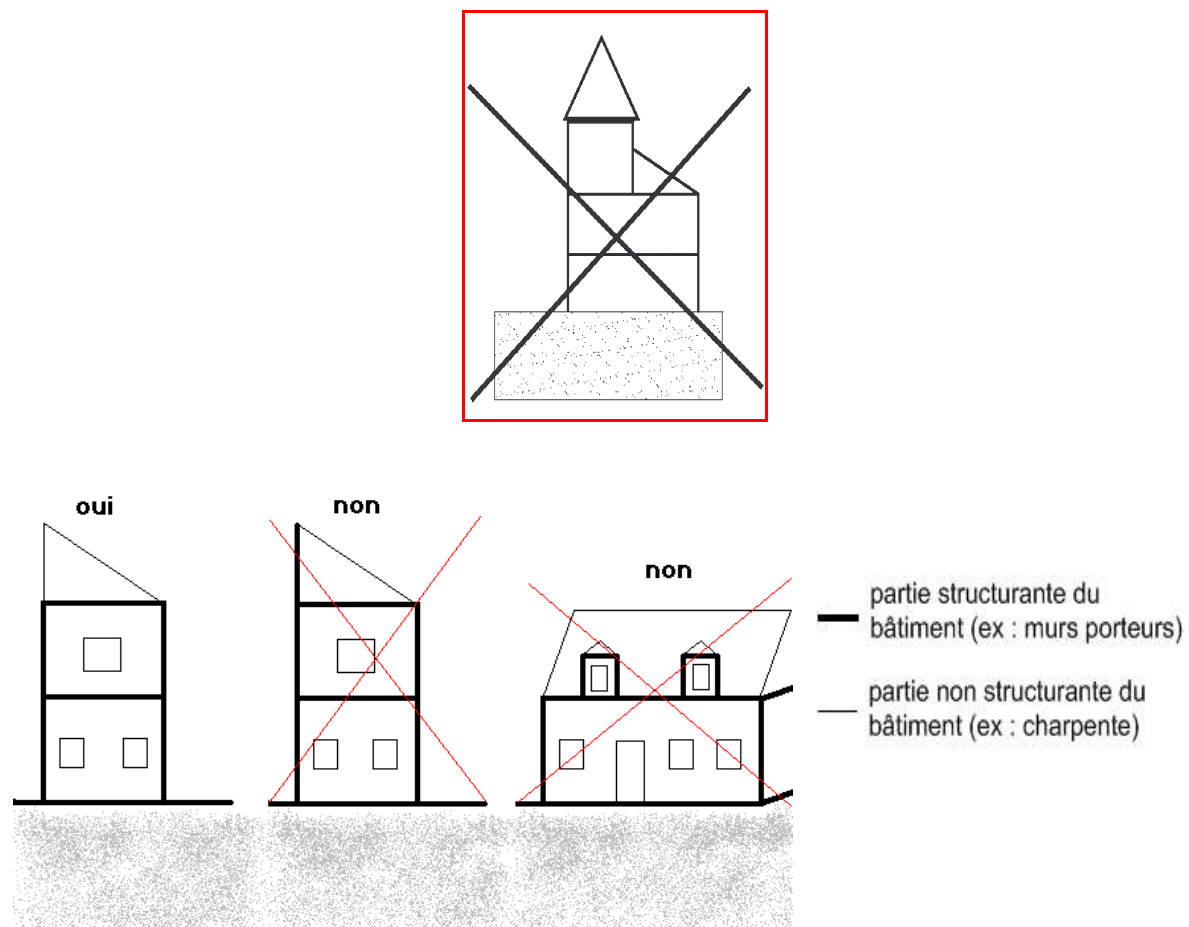 oui
non
non
partie structurante du
bâtiment (ex : murs porteurs)
partie non structurante du
bâtiment (ex : charpente)